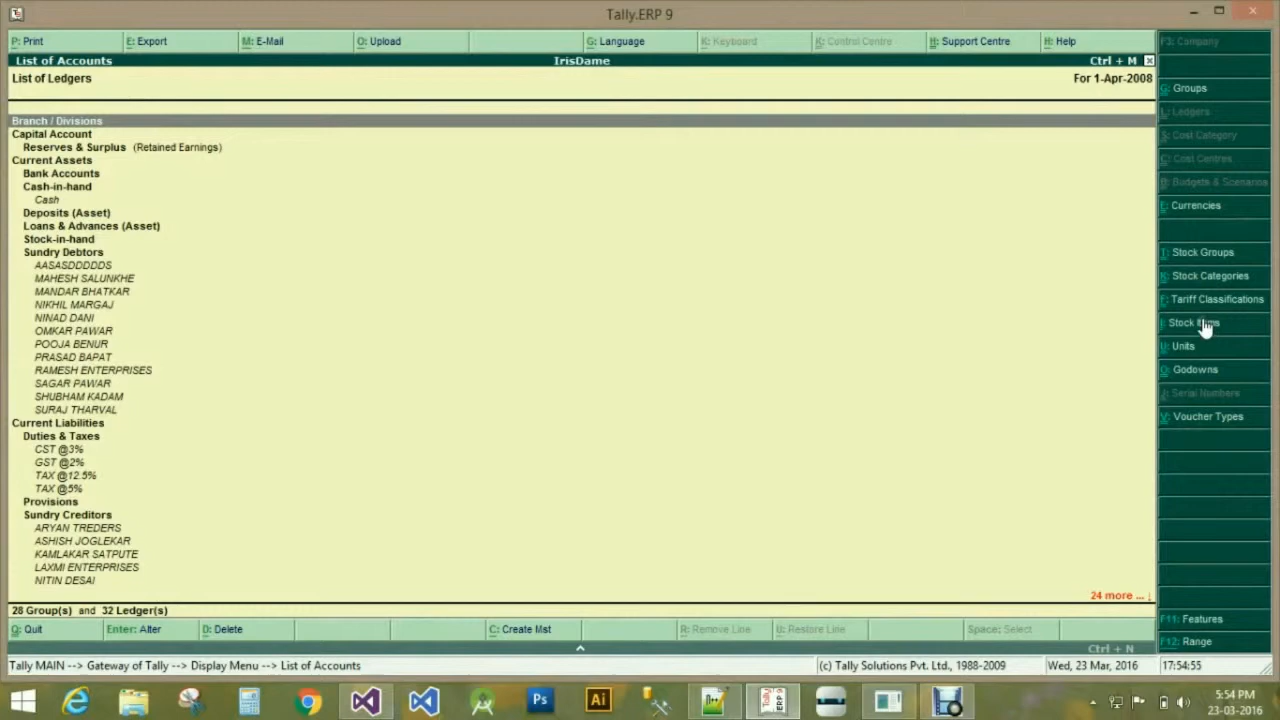 Tally.ERP 9
P: Print E: Export M: E-Mail O: Upload G: Language K: Keyboard K: Control Centre H: Support Centre H: Help
F3: Company
List of Accounts IrisDame Ctrl + M
List of Ledgers For 1-Apr-2008
G: Groups
L: Ledgers
S: Cost Category
C: Cost Centres
B: Budgets & Scenarios
E: Currencies
Stock Groups
Stock Categories
Tariff Classifications
Units
Godowns
Serial Numbers
V: Voucher Types
F11: Features
F12: Range
Branch / Divisions
Capital Account
Reserves & Surplus (Retained Earnings)
Current Assets
Bank Accounts
Cash-in-hand
Cash
Deposits (Asset)
Loans & Advances (Asset)
Stock-in-hand
Sundry Debtors
AASASDDDDDS
MAHESH SALUNKHE
MANDAR BHATKAR
NIKHIL MARGAJ
NINAD DANI
OMKAR PAWAR
POOJA BENUR
PRASAD BAPAT
RAMESH ENTERPRISES
SAGAR PAWAR
SHUBHAM KADAM
SURAJ THARVAL
Current Liabilities
Duties & Taxes
CST @3%
GST @2%
TAX @12.5%
TAX @5%
Provisions
Sundry Creditors
ARYAN TREDERS
ASHISH JOGLEKAR
KAMLAKAR SATPUTE
LAXMI ENTERPRISES
NITIN DESAI
24 more ... ↓
28 Group(s) and 32 Ledger(s)
Q: Quit Enter: Alter D: Delete C: Create Mst R: Remove Line U: Restore Line Space: Select
Ctrl + N
Tally MAIN --> Gateway of Tally --> Display Menu --> List of Accounts (c) Tally Solutions Pvt. Ltd., 1988-2009 Wed, 23 Mar, 2016 17:54:55
Ps Ai
5:54 PM
23-03-2016